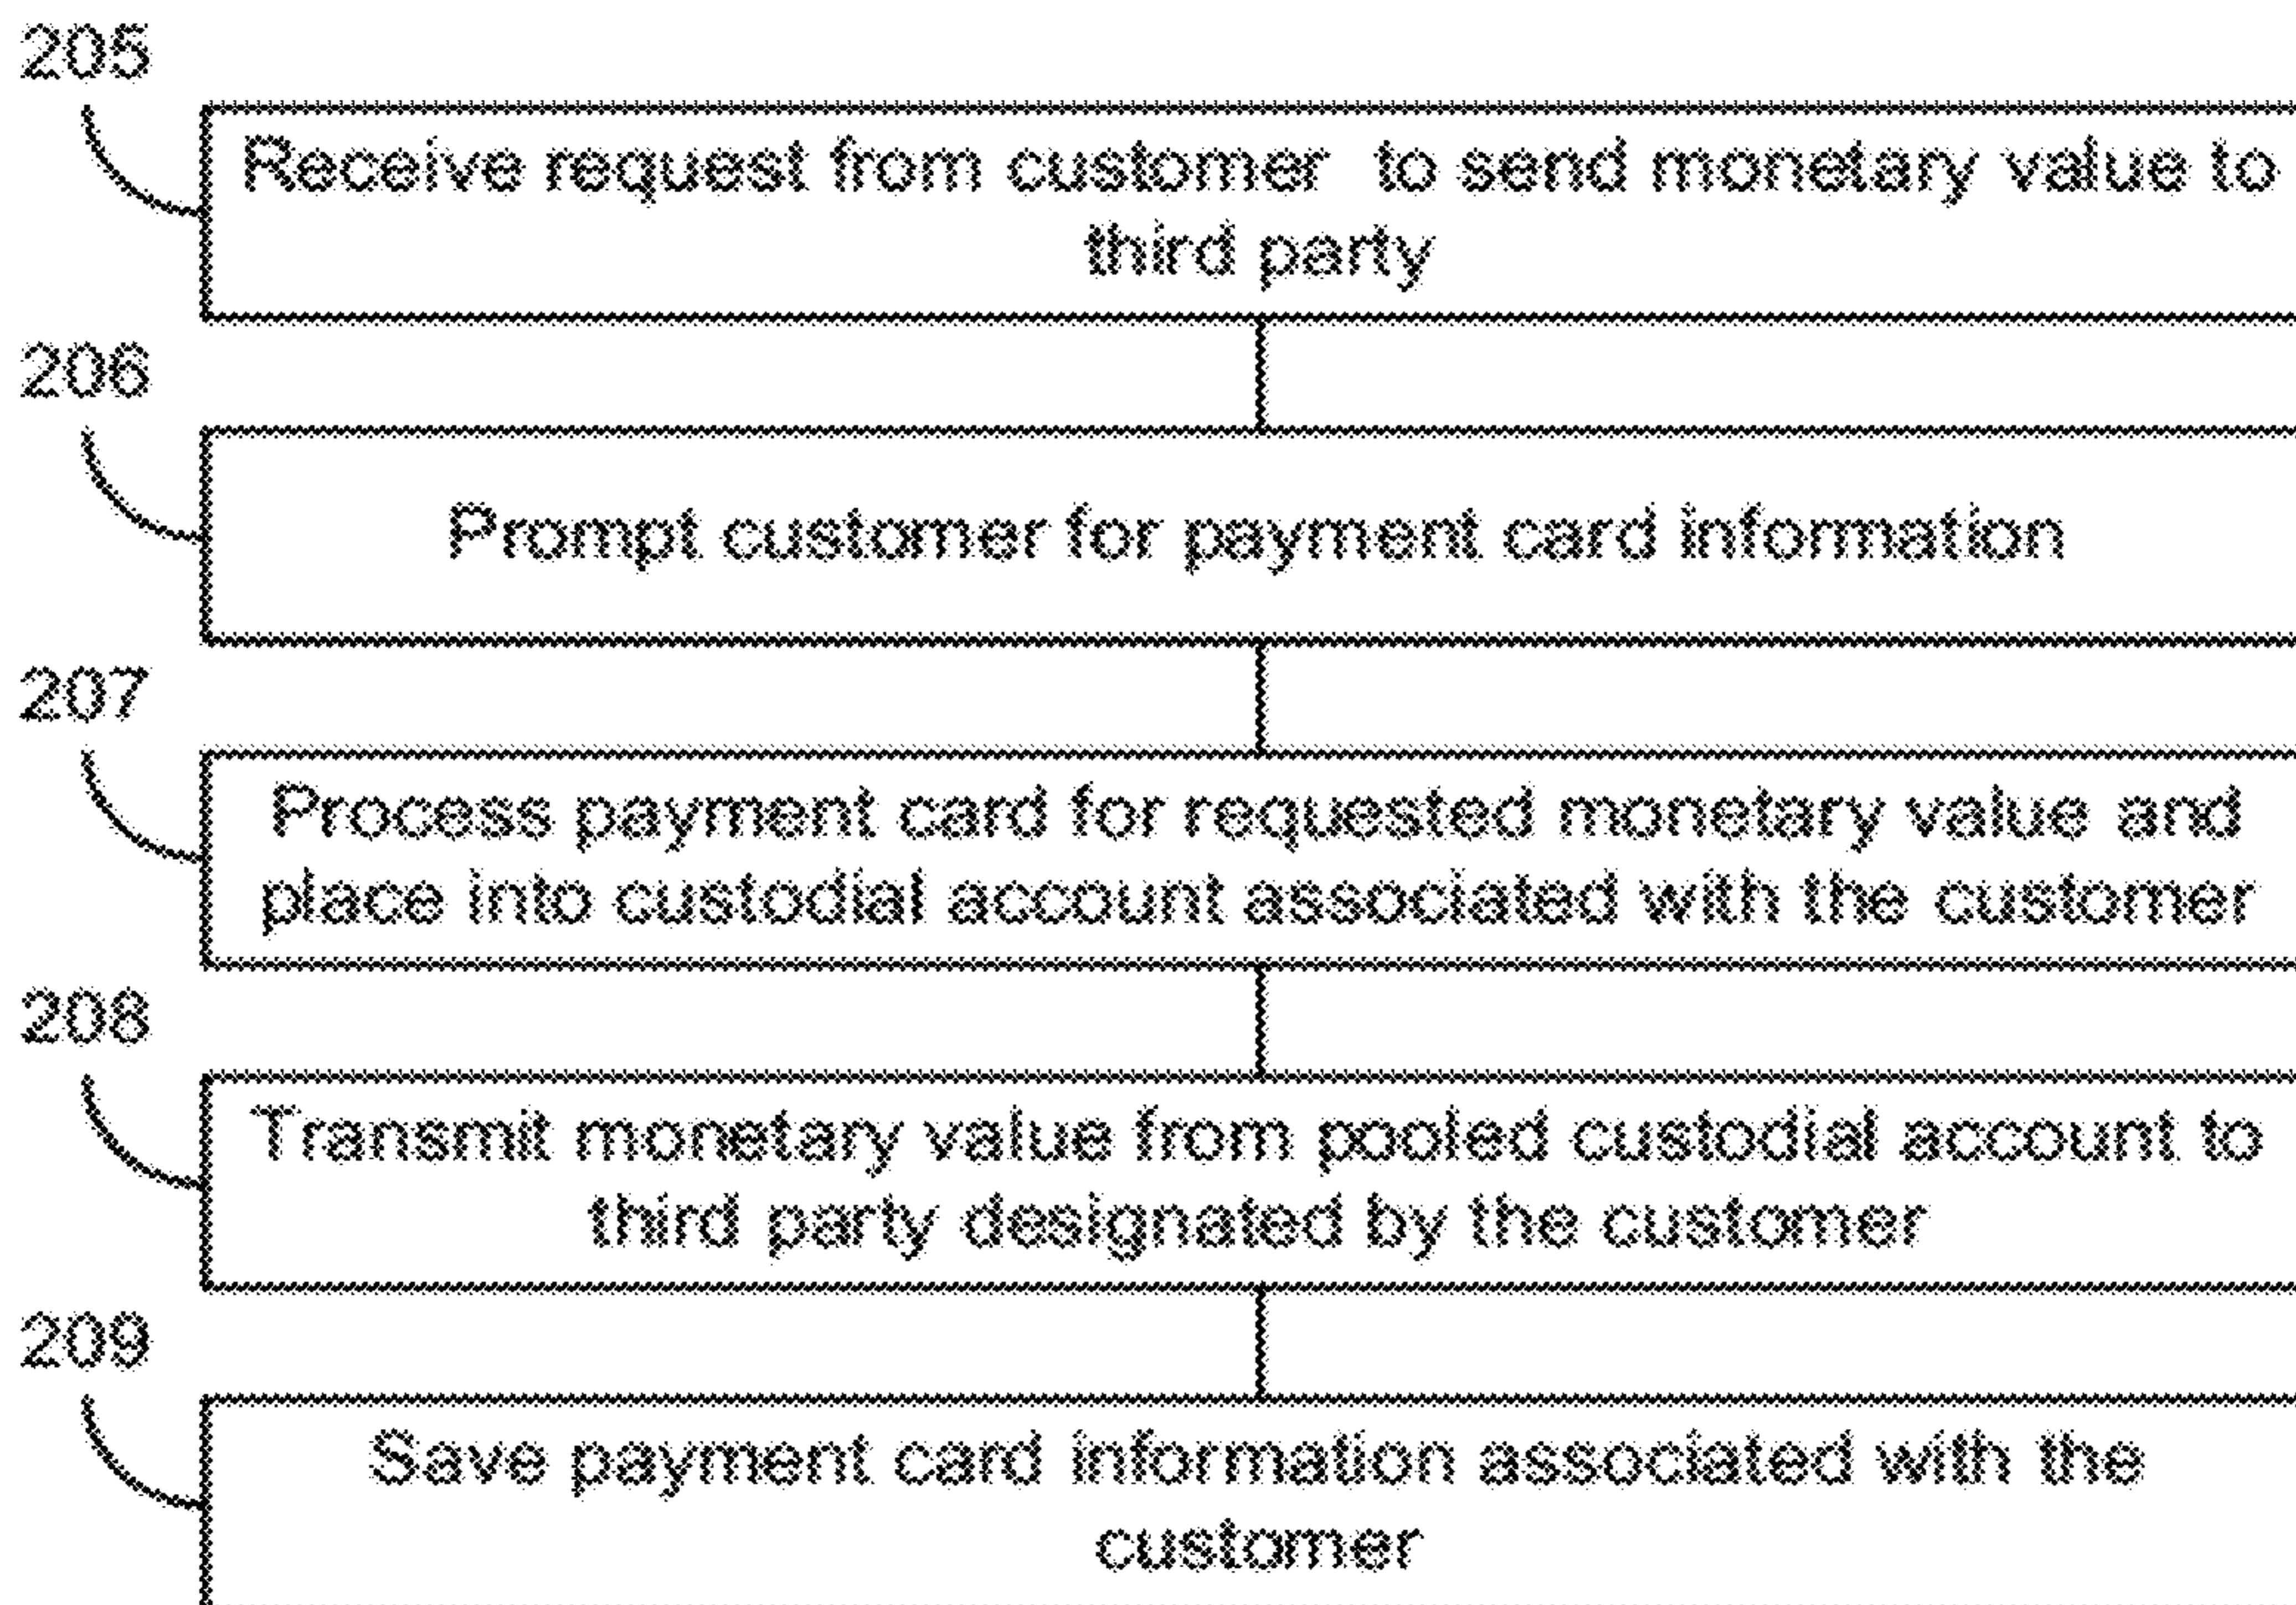 205
Receive request from customer to send monetary value to
third party
206
Prompt customer for payment card information
207
Process payment card for requested monetary value and
place into custodial account associated with the customer
208
Transmit monetary value from pooled custodial account to
third party designated by the customer
209
Save payment card information associated with the
customer